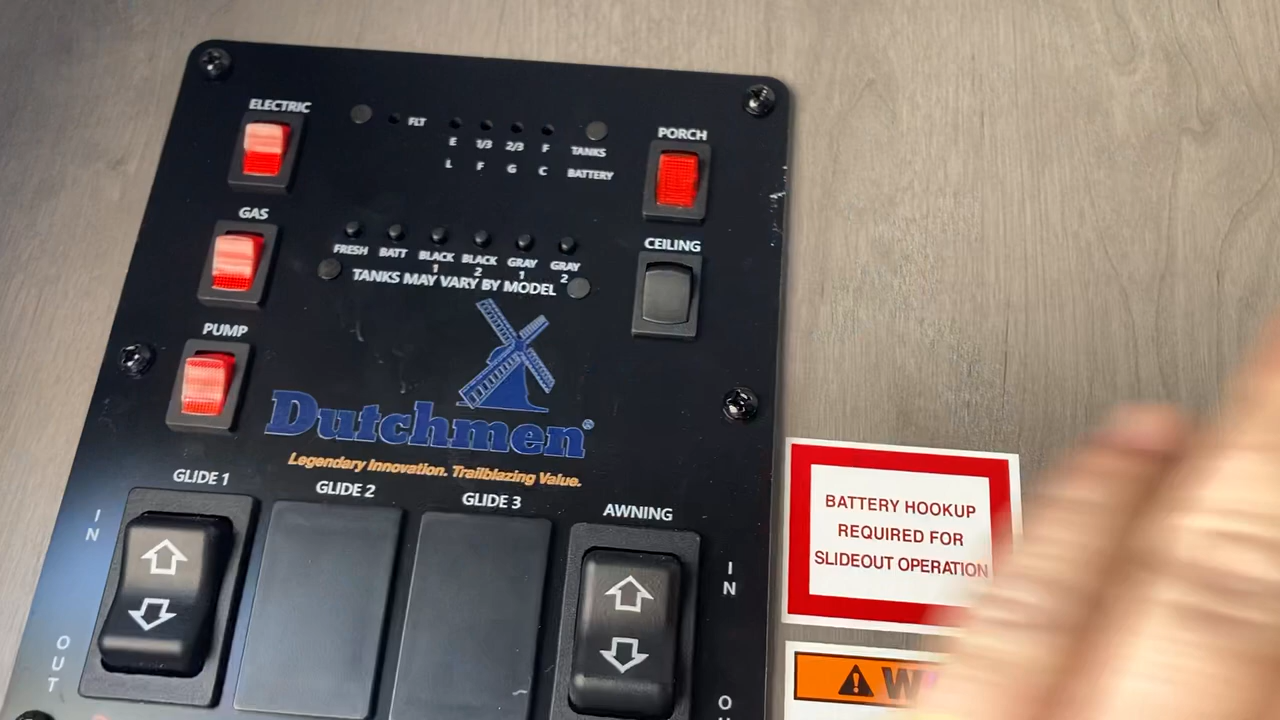 ELECTRIC
FLT
E 1/3 2/3 F TANKS
L F G C BATTERY
PORCH
GAS
FRESH BATT BLACK 1 BLACK 2 GRAY 1 GRAY 2
TANKS MAY VARY BY MODEL
CEILING
PUMP
Dutchmen®
Legendary Innovation. Trailblazing Value.
GLIDE 1
GLIDE 2
GLIDE 3
AWNING
IN
OUT
IN
BATTERY HOOKUP
REQUIRED FOR
SLIDEOUT OPERATION